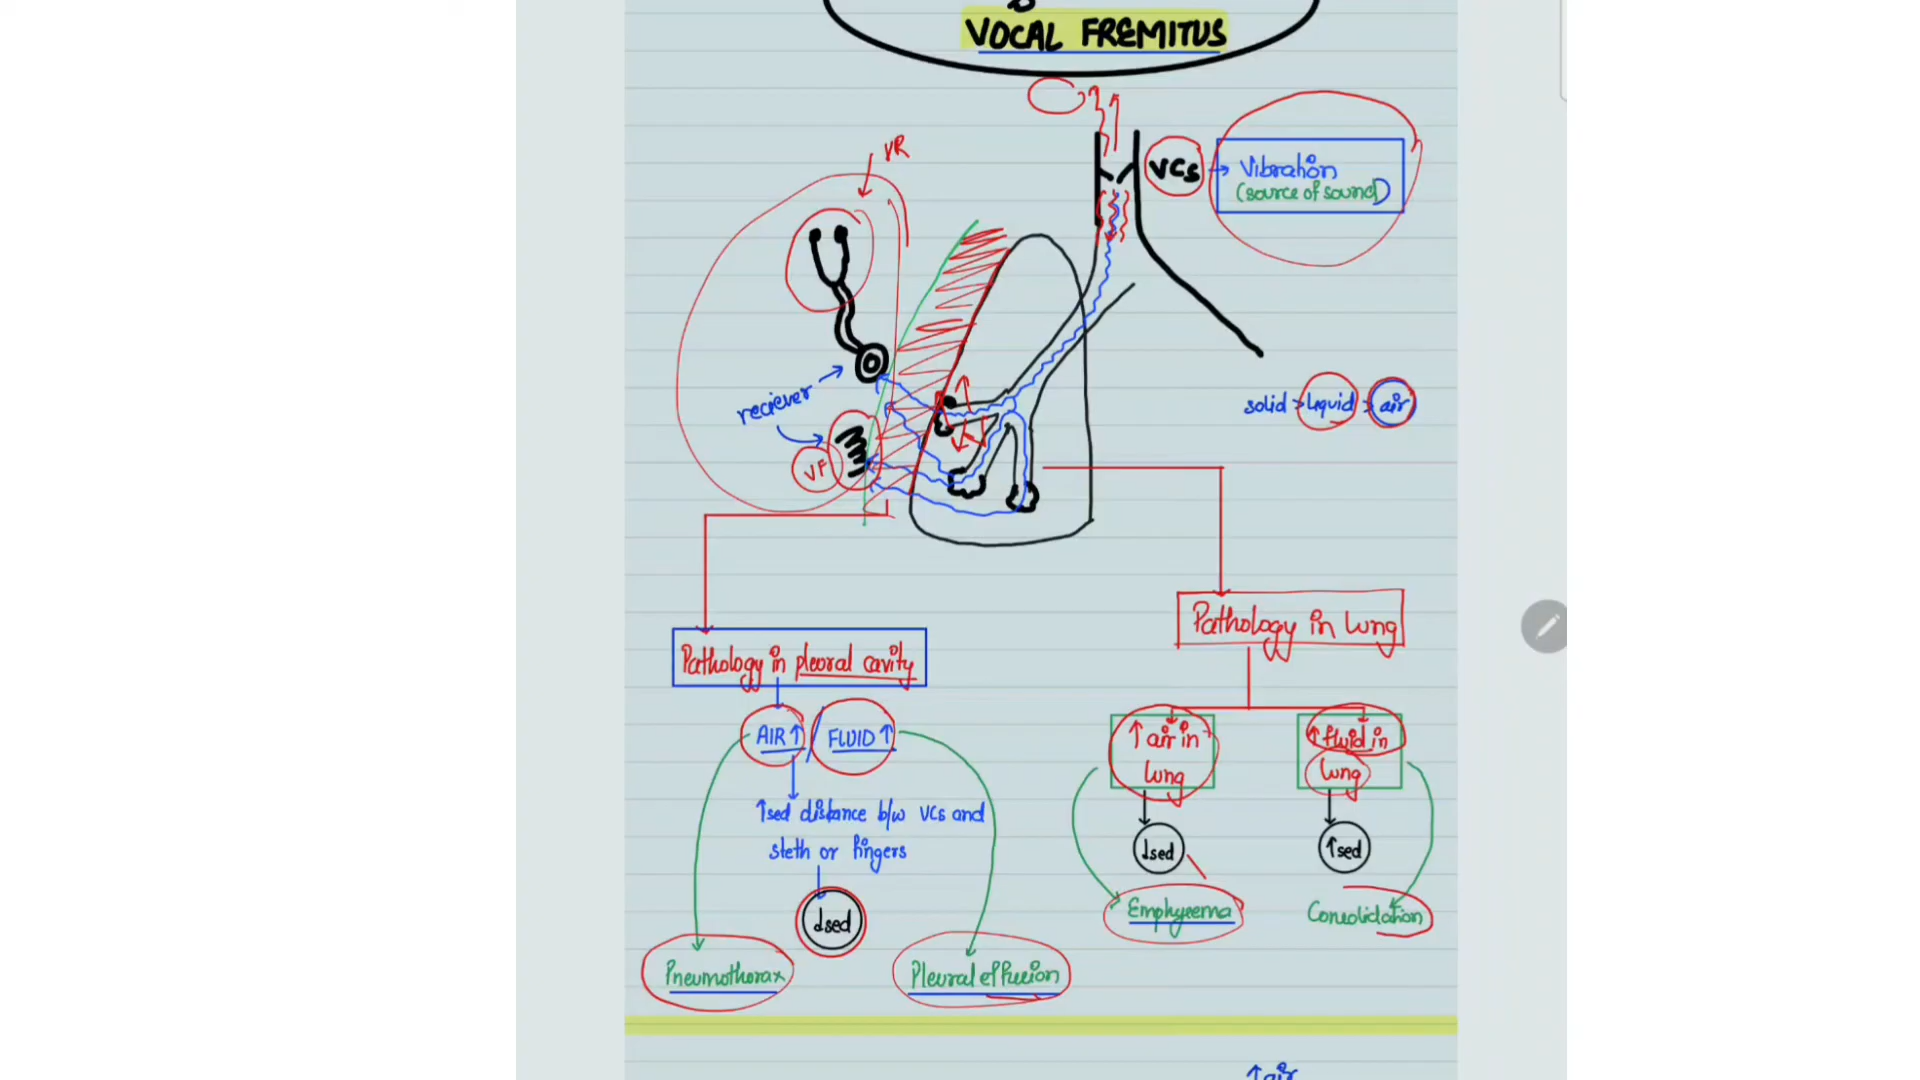 VOCAL FREMITUS
VR
VCs → Vibration
(source of sound)
reciever
VF
solid > liquid > air
Pathology in lung
Pathology in pleural cavity
AIR↑ / FLUID↑
↑ air in
lung
↑ fluid in
lung
↑sed distance b/w VCs and
steth or fingers
↓sed
↓sed
↑sed
Emphysema
Consolidation
Pneumothorax
Pleural effusion
↑air